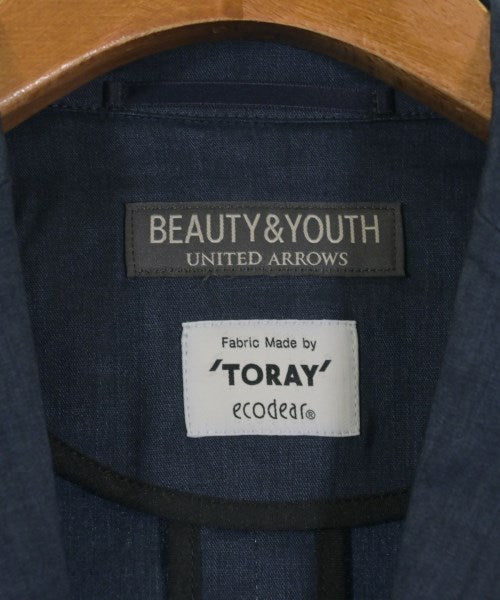 BEAUTY&YOUTH
UNITED ARROWS
Fabric Made by
'TORAY'
ecodear®